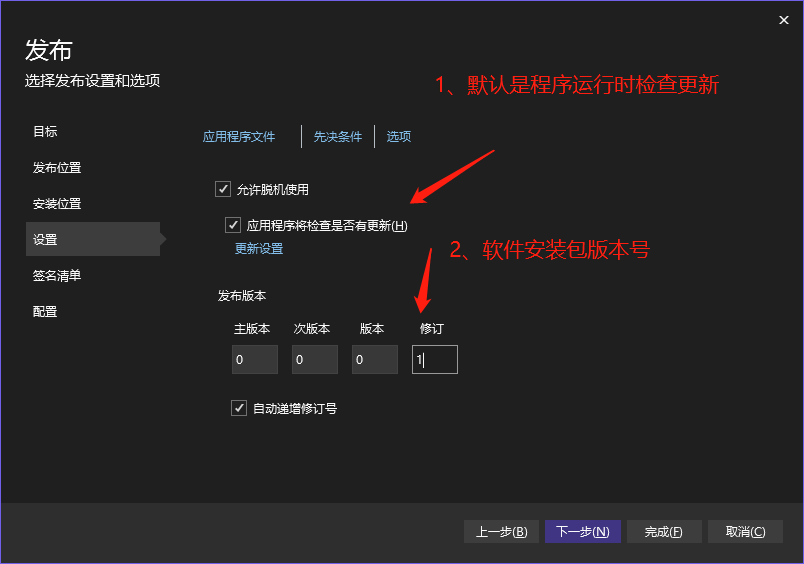 发布
选择发布设置和选项
1、默认是程序运行时检查更新
目标
发布位置
安装位置
设置
签名清单
配置
应用程序文件 先决条件 选项
允许脱机使用
应用程序将检查是否有更新(H)
更新设置
2、软件安装包版本号
发布版本
主版本 次版本 版本 修订
0 0 0 1
自动递增修订号
上一步(B) 下一步(N) 完成(F) 取消(C)